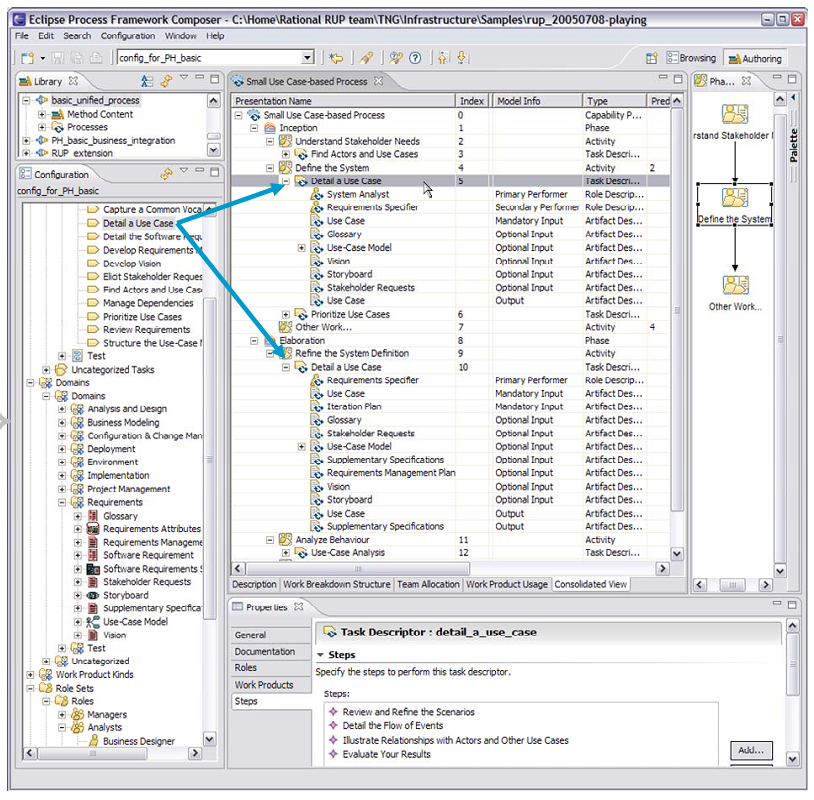 Eclipse Process Framework Composer - C:\Home\Rational RUP team\TNG\Infrastructure\Samples\rup_20050708-playing
File Edit Search Configuration Window Help
config_for_PH_basic
Browsing
Authoring
Library
basic_unified_process
Method Content
Processes
PH_basic_business_integration
RUP_extension
Configuration
config_for_PH_basic
Capture a Common Voca
Detail a Use Case
Detail the Software Requ
Develop Requirements M
Develop Vision
Elicit Stakeholder Reques
Find Actors and Use Cas
Manage Dependencies
Prioritize Use Cases
Review Requirements
Structure the Use-Case M
Test
Uncategorized Tasks
Domains
Domains
Analysis and Design
Business Modeling
Configuration & Change Man
Deployment
Environment
Implementation
Project Management
Requirements
Glossary
Requirements Attributes
Requirements Manageme
Software Requirement
Software Requirements S
Stakeholder Requests
Storyboard
Supplementary Specifica
Use-Case Model
Vision
Test
Uncategorized
Work Product Kinds
Role Sets
Roles
Managers
Analysts
Business Designer
Small Use Case-based Process
Presentation Name Index Model Info Type Pred
Small Use Case-based Process 0 Capability P...
Inception 1 Phase
Understand Stakeholder Needs 2 Activity
Find Actors and Use Cases 3 Task Descri...
Define the System 4 Activity 2
Detail a Use Case 5 Task Descri...
System Analyst Primary Performer Role Descrip...
Requirements Specifier Secondary Performer Role Descrip...
Use Case Mandatory Input Artifact Des...
Glossary Optional Input Artifact Des...
Use-Case Model Optional Input Artifact Des...
Vision Optional Input Artifact Des...
Storyboard Optional Input Artifact Des...
Stakeholder Requests Optional Input Artifact Des...
Use Case Output Artifact Des...
Prioritize Use Cases 6 Task Descri...
Other Work... 7 Activity 4
Elaboration 8 Phase
Refine the System Definition 9 Activity
Detail a Use Case 10 Task Descri...
Requirements Specifier Primary Performer Role Descrip...
Use Case Mandatory Input Artifact Des...
Iteration Plan Mandatory Input Artifact Des...
Glossary Optional Input Artifact Des...
Stakeholder Requests Optional Input Artifact Des...
Use-Case Model Optional Input Artifact Des...
Supplementary Specifications Optional Input Artifact Des...
Requirements Management Plan Optional Input Artifact Des...
Vision Optional Input Artifact Des...
Storyboard Optional Input Artifact Des...
Use Case Output Artifact Des...
Supplementary Specifications Output Artifact Des...
Analyze Behaviour 11 Activity
Use-Case Analysis 12 Task Descri...
Description Work Breakdown Structure Team Allocation Work Product Usage Consolidated View
Pha...
rstand Stakeholder
Define the System
Other Work...
Palette
Properties
General
Documentation
Roles
Work Products
Steps
Task Descriptor : detail_a_use_case
Steps
Specify the steps to perform this task descriptor.
Steps:
Review and Refine the Scenarios
Detail the Flow of Events
Illustrate Relationships with Actors and Other Use Cases
Evaluate Your Results
Add...